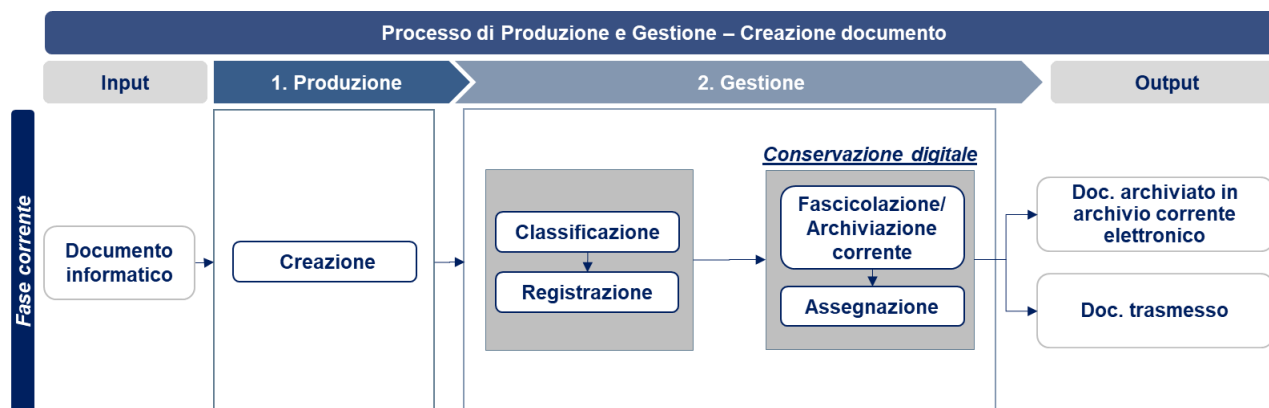 Processo di Produzione e Gestione – Creazione documento
Input
1. Produzione
2. Gestione
Output
Fase corrente
Documento
informatico
Creazione
Classificazione
Registrazione
Conservazione digitale
Fascicolazione/
Archiviazione
corrente
Assegnazione
Doc. archiviato in
archivio corrente
elettronico
Doc. trasmesso